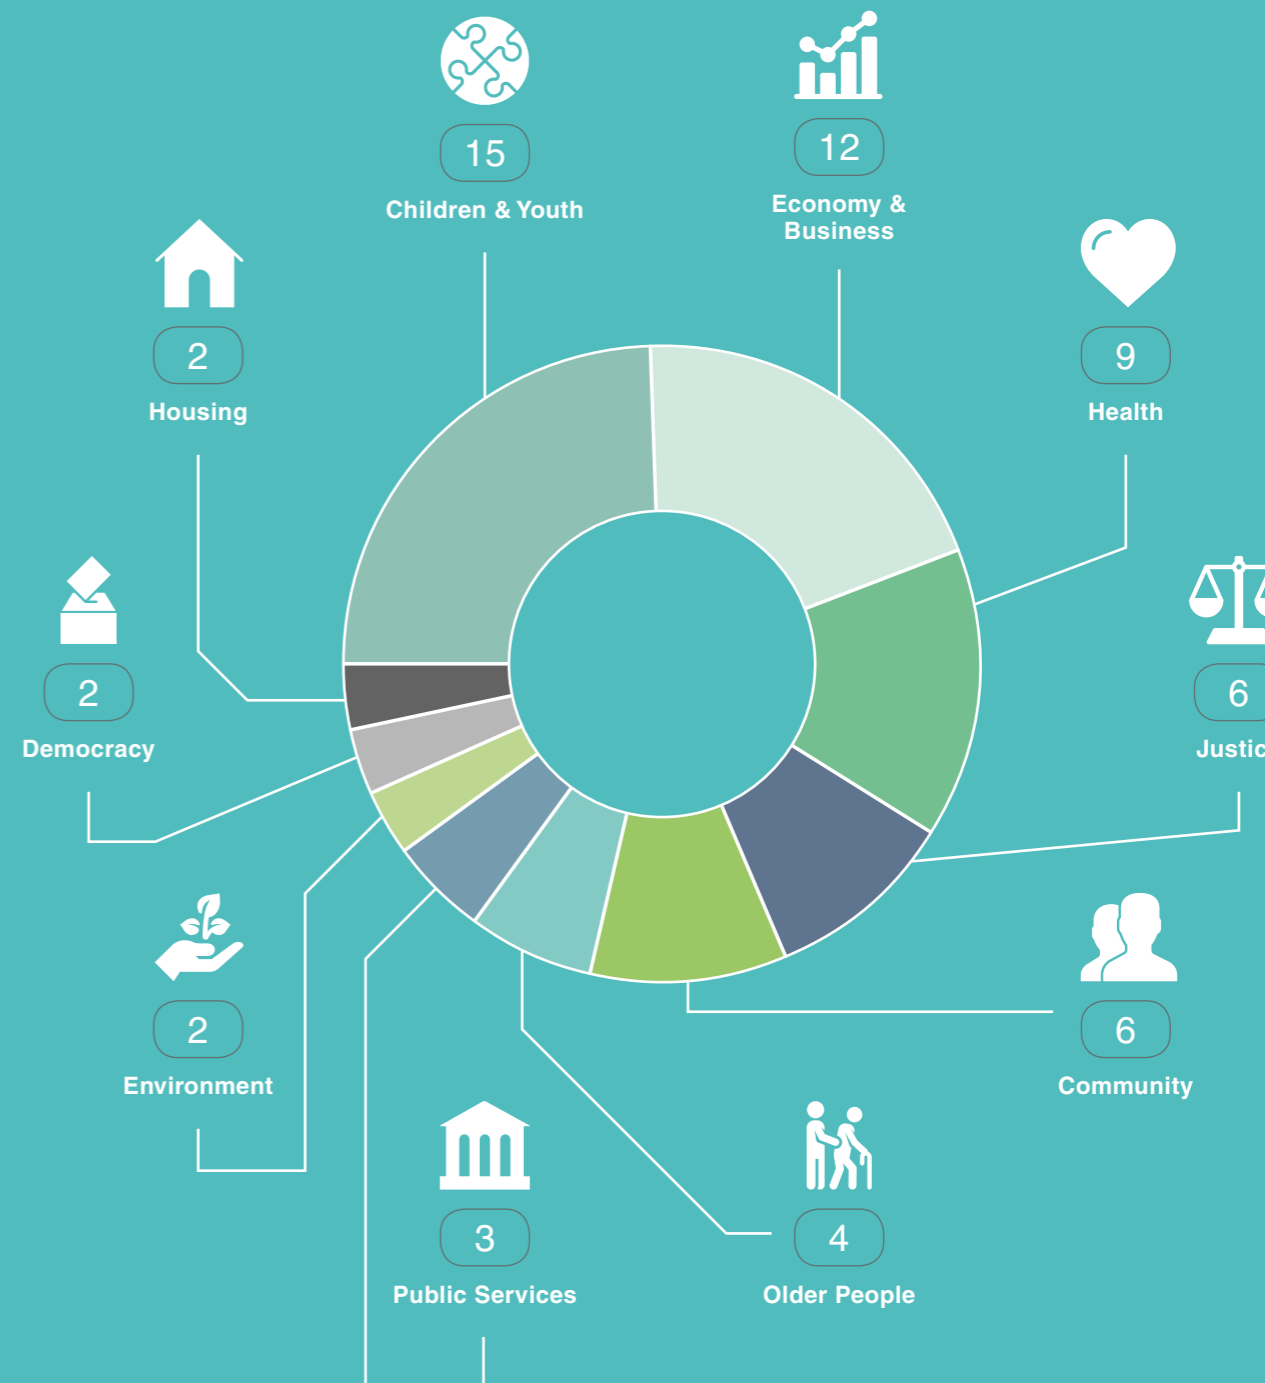 15
Children & Youth
12
Economy &
Business
2
Housing
9
Health
2
Democracy
6
Justic
2
Environment
6
Community
3
Public Services
4
Older People